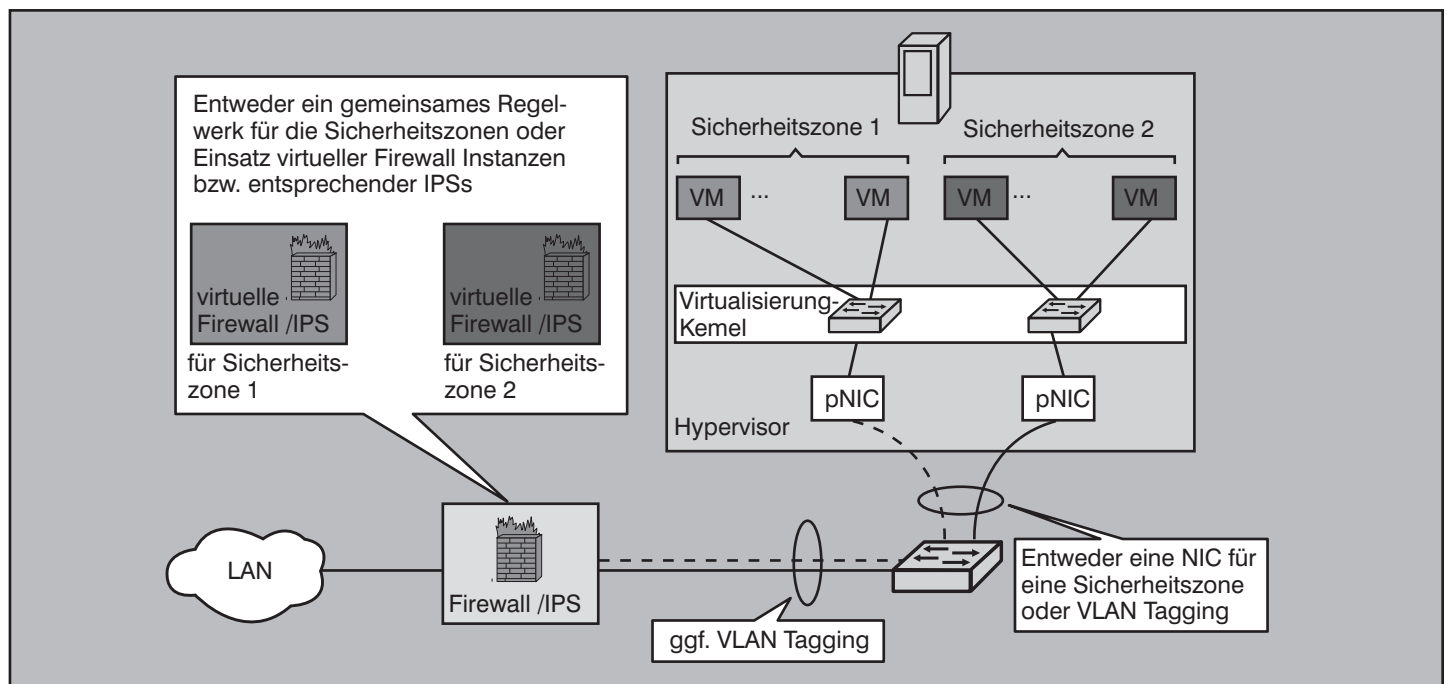 Entweder ein gemeinsames Regel-
werk für die Sicherheitszonen oder
Einsatz virtueller Firewall Instanzen
bzw. entsprechender IPSs
virtuelle
Firewall /IPS
für Sicherheits-
zone 1
virtuelle
Firewall /IPS
für Sicherheits-
zone 2
Sicherheitszone 1
Sicherheitszone 2
VM
...
VM
VM
...
VM
Virtualisierung-
Kemel
pNIC
pNIC
Hypervisor
LAN
Firewall /IPS
ggf. VLAN Tagging
Entweder eine NIC für
eine Sicherheitszone
oder VLAN Tagging